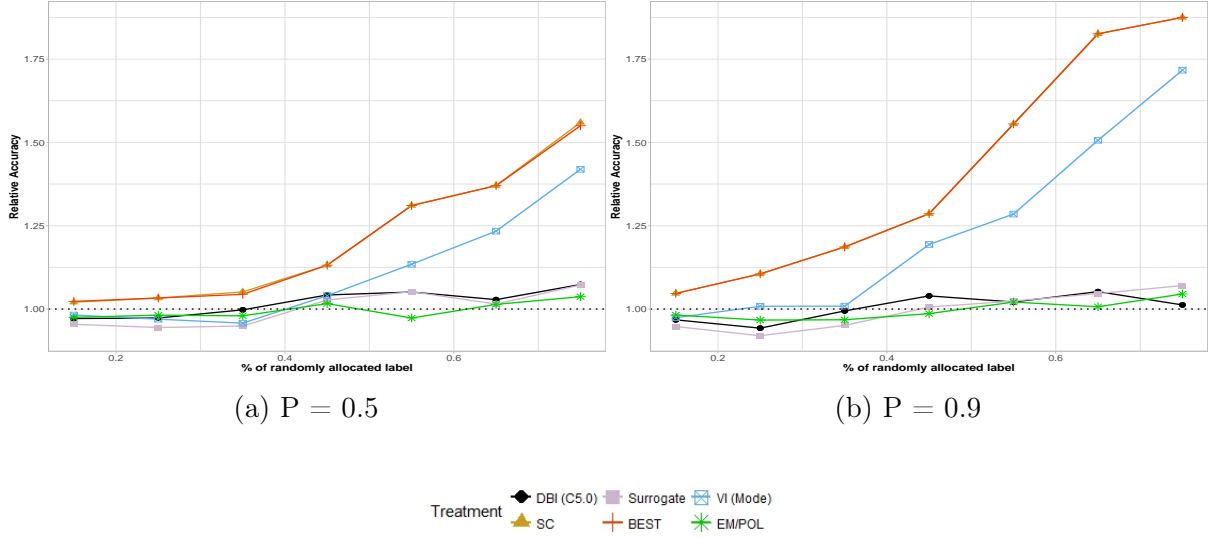 Relative Accuracy
1.75
1.50
1.25
1.00
0.2
0.4
0.6
% of randomly allocated label
(a) P = 0.5
Relative Accuracy
1.75
1.50
1.25
1.00
0.2
0.4
0.6
% of randomly allocated label
(b) P = 0.9
Treatment
DBI (C5.0) Surrogate VI (Mode)
SC BEST EM/POL